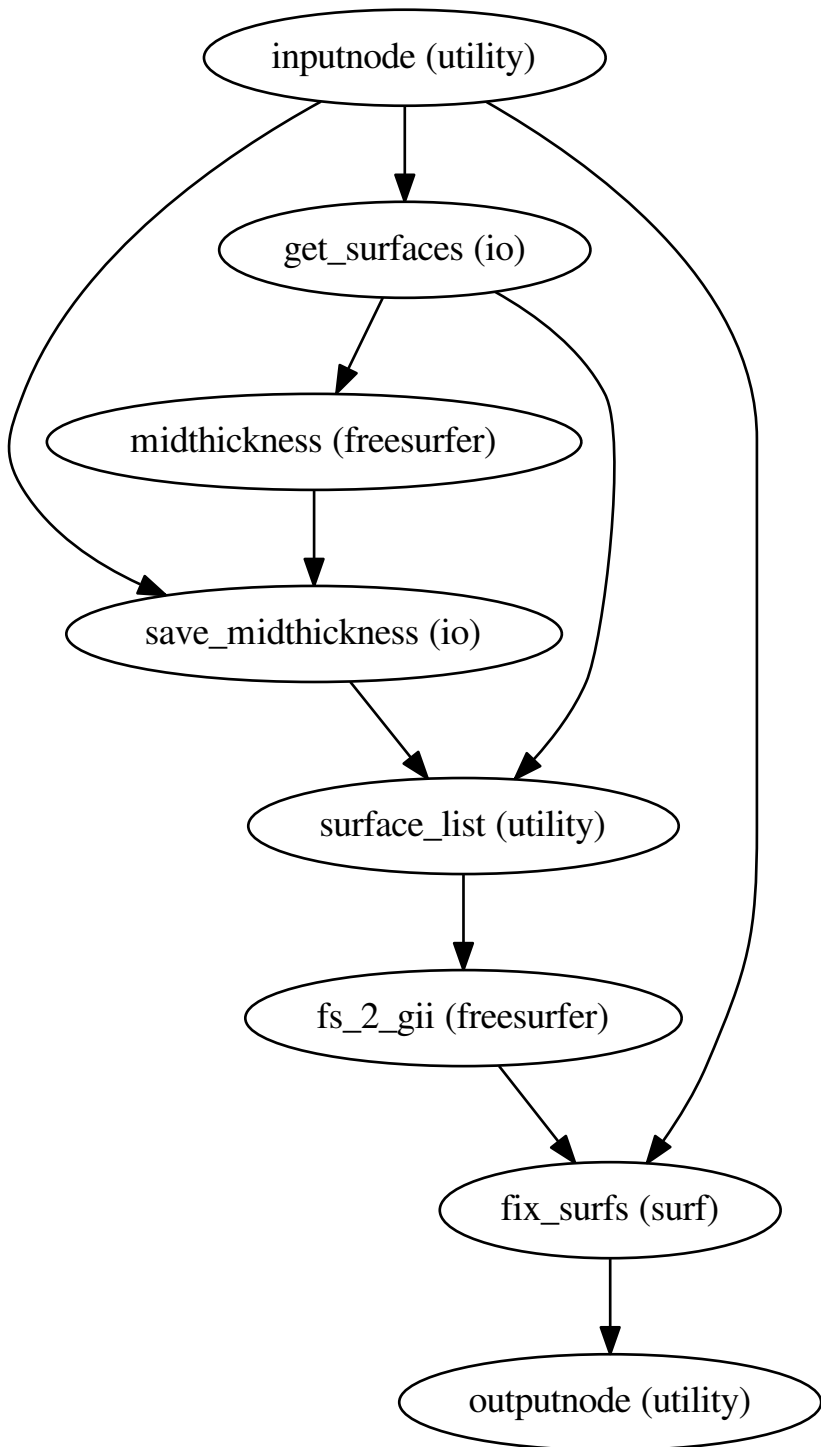 inputnode (utility)
get_surfaces (io)
midthickness (freesurfer)
save_midthickness (io)
surface_list (utility)
fs_2_gii (freesurfer)
fix_surfs (surf)
outputnode (utility)